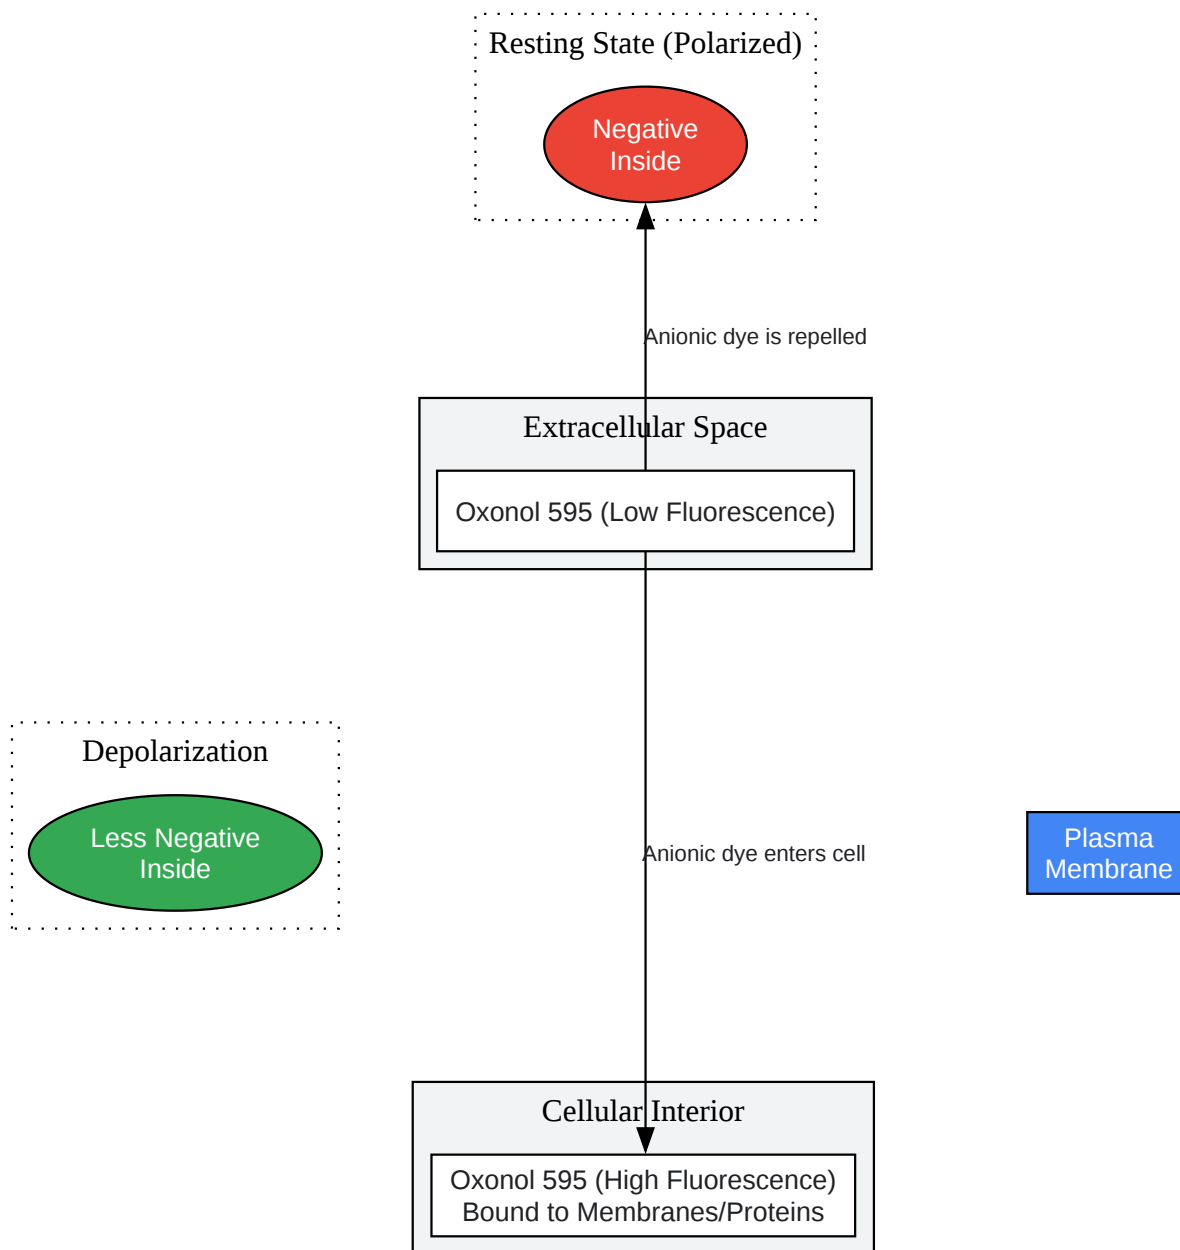 Resting State (Polarized)
Negative
Inside
Anionic dye is repelled
Extracellular Space
Oxonol 595 (Low Fluorescence)
Depolarization
Less Negative
Inside
Anionic dye enters cell
Plasma
Membrane
Cellular Interior
Oxonol 595 (High Fluorescence)
Bound to Membranes/Proteins